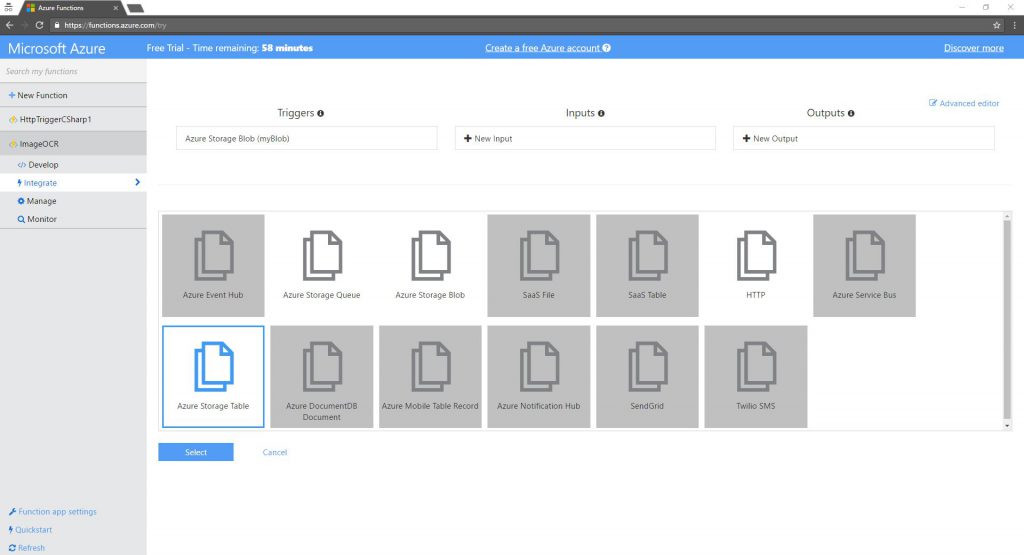 Azure Functions
https://functions.azure.com/try
Microsoft Azure
Free Trial - Time remaining: 58 minutes
Create a free Azure account
Discover more
Search my functions
New Function
HttpTriggerCSharp1
ImageOCR
Develop
Integrate
Manage
Monitor
Function app settings
Quickstart
Refresh
Advanced editor
Triggers
Inputs
Outputs
Azure Storage Blob (myBlob)
New Input
New Output
Azure Event Hub
Azure Storage Queue
Azure Storage Blob
SaaS File
SaaS Table
HTTP
Azure Service Bus
Azure Storage Table
Azure DocumentDB
Document
Azure Mobile Table Record
Azure Notification Hub
SendGrid
Twilio SMS
Select
Cancel